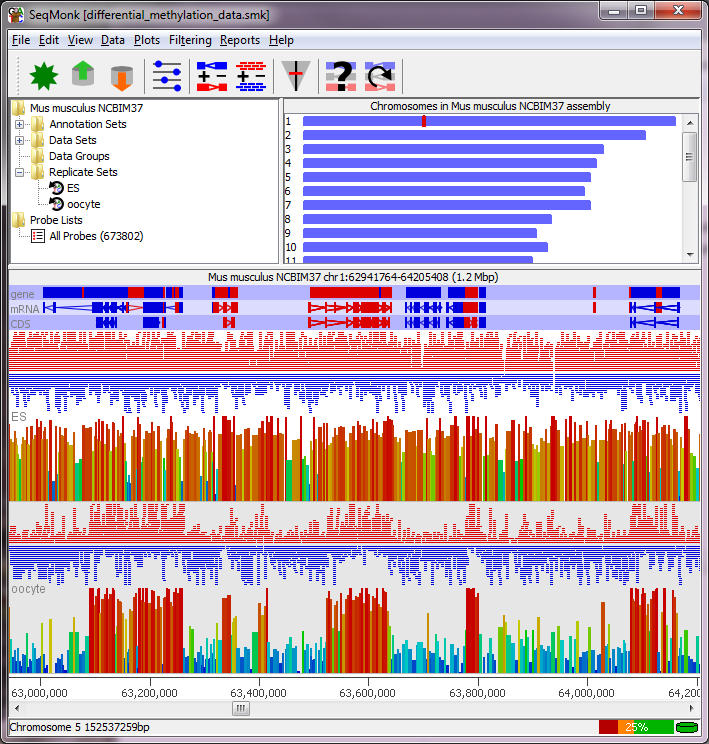 SeqMonk [differential_methylation_data.smk]
File Edit View Data Plots Filtering Reports Help
Mus musculus NCBIM37
Annotation Sets
Data Sets
Data Groups
Replicate Sets
ES
oocyte
Probe Lists
All Probes (673802)
Chromosomes in Mus musculus NCBIM37 assembly
1
2
3
4
5
6
7
8
9
10
11
Mus musculus NCBIM37 chr1:62941764-64205408 (1.2 Mbp)
gene
mRNA
CDS
ES
oocyte
63,000,000 63,200,000 63,400,000 63,600,000 63,800,000 64,000,000 64,200
Chromosome 5 152537259bp
25%